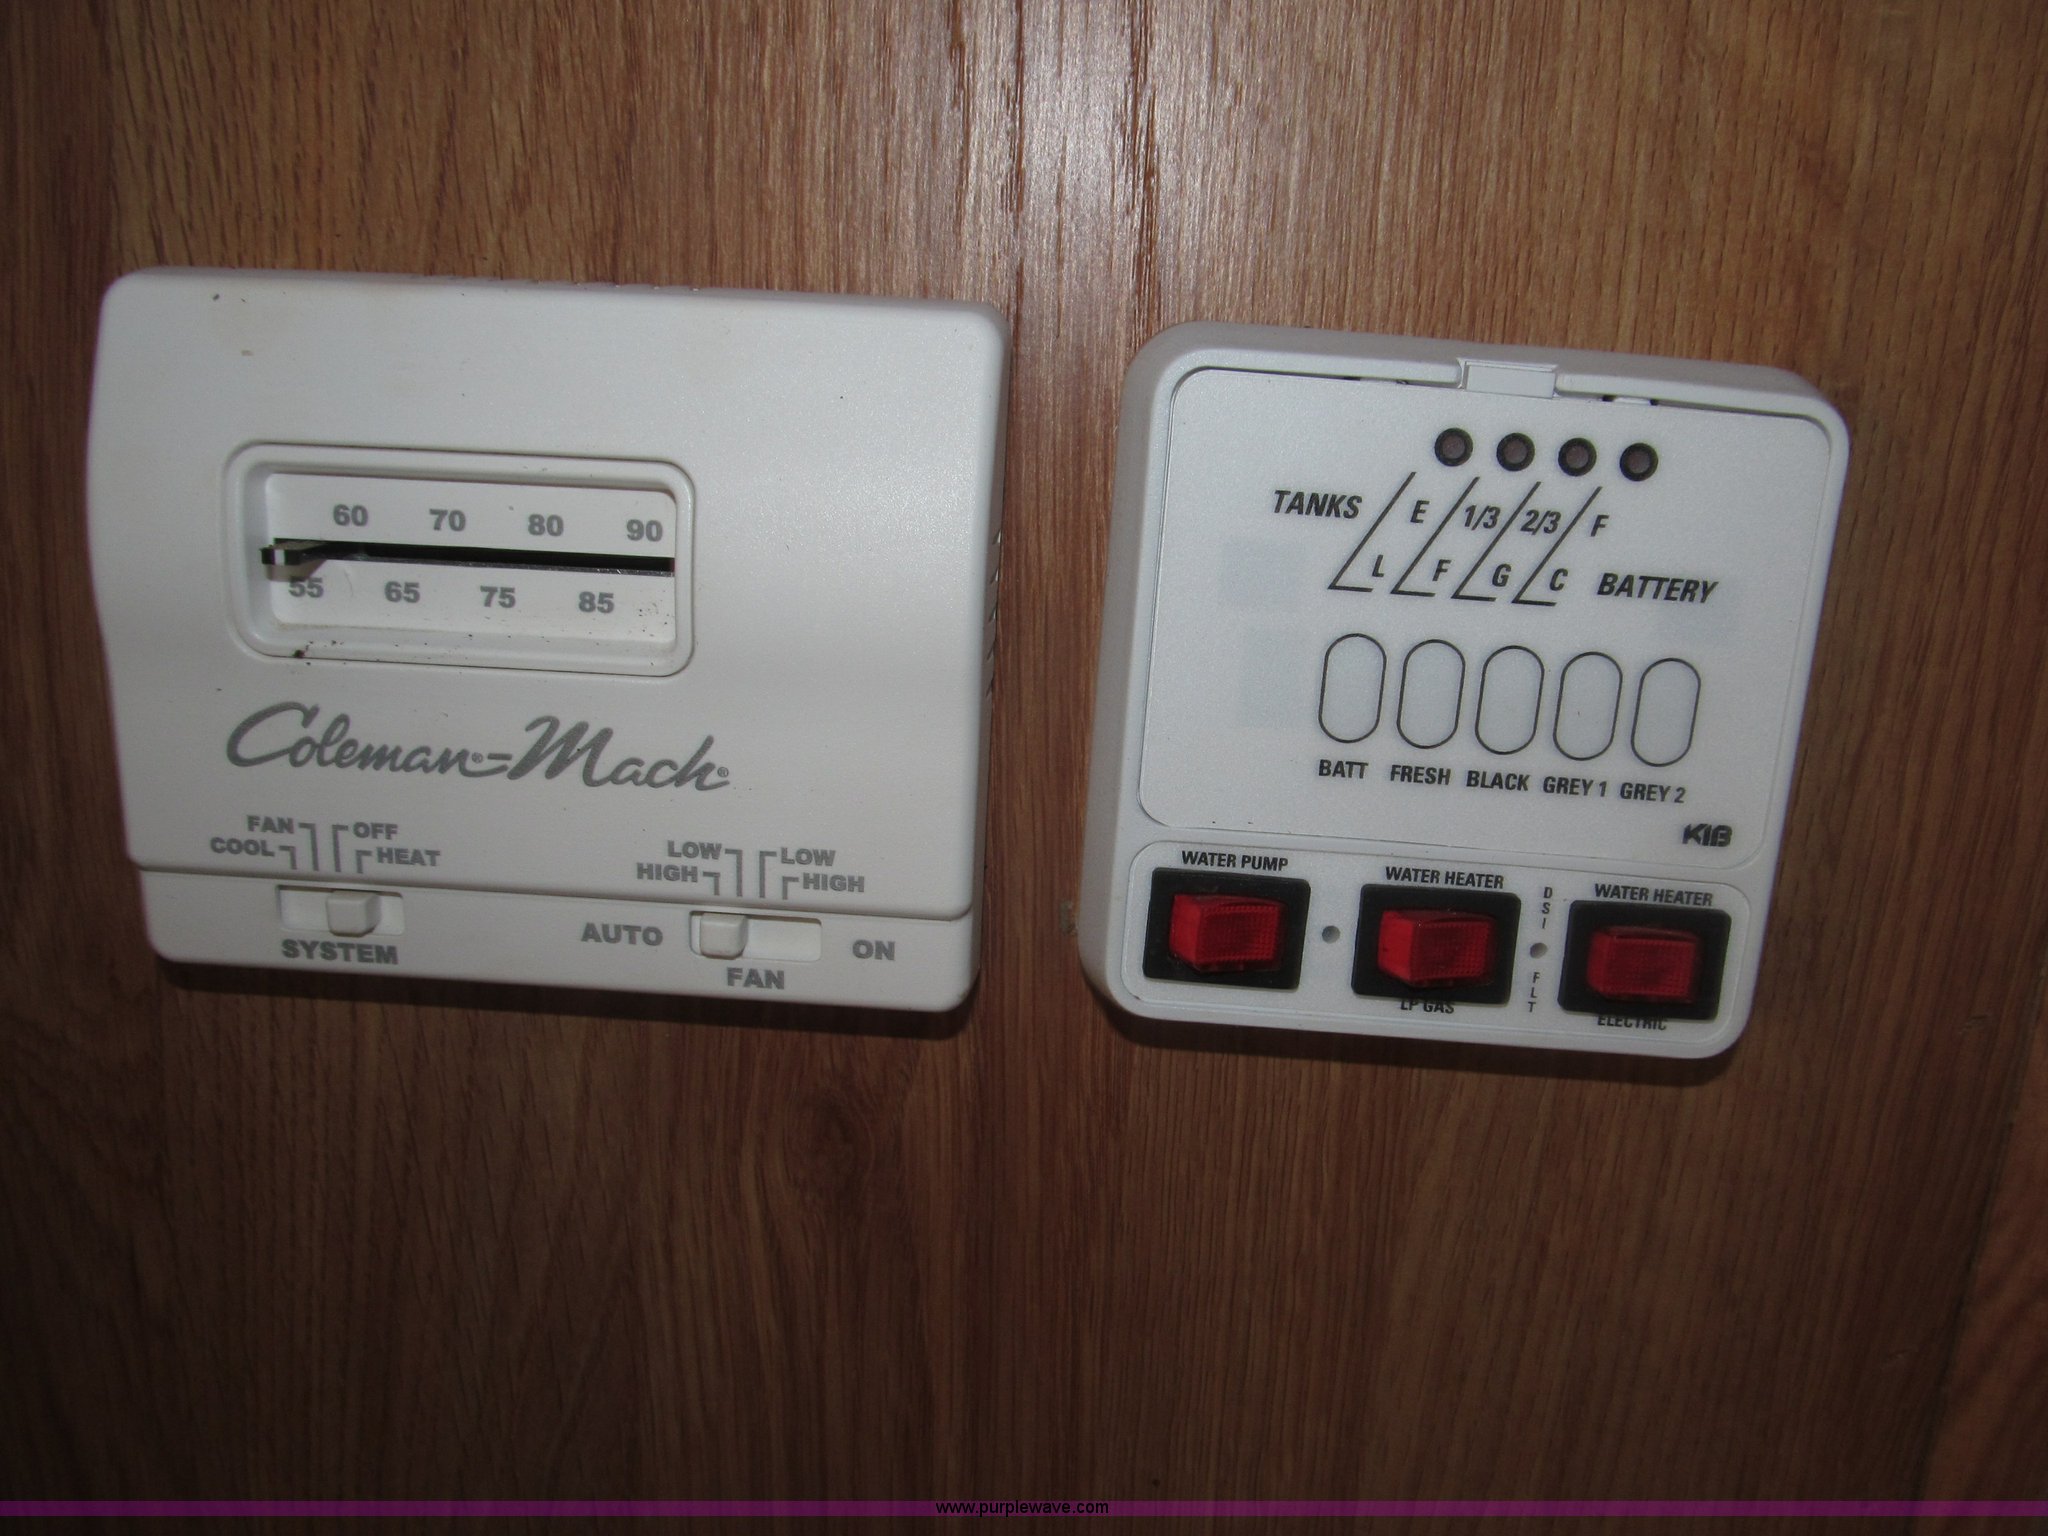 60 70 80 90
55 65 75 85
Coleman®-Mach®
FAN OFF
COOL HEAT
LOW LOW
HIGH HIGH
SYSTEM
AUTO ON
FAN
TANKS E 1/3 2/3 F
L F G C BATTERY
BATT FRESH BLACK GREY 1 GREY 2
KIB
WATER PUMP
WATER HEATER
LP GAS
DSI
FLT
WATER HEATER
ELECTRIC
www.purplewave.com